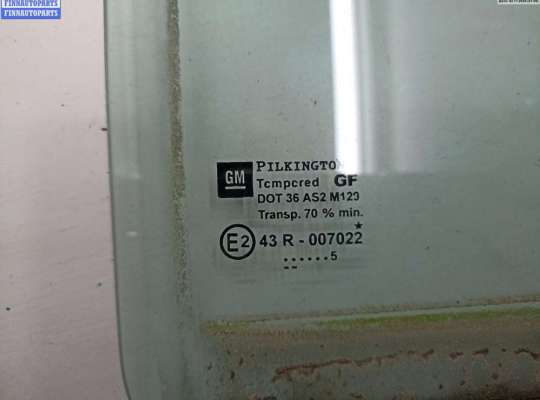 FINNAUTOPARTS
FINNAUTOPARTS
GM
PILKINGTON
Tempered GF
DOT 36 AS2 M123
Transp. 70 % min.
E2 43 R - 007022
......5